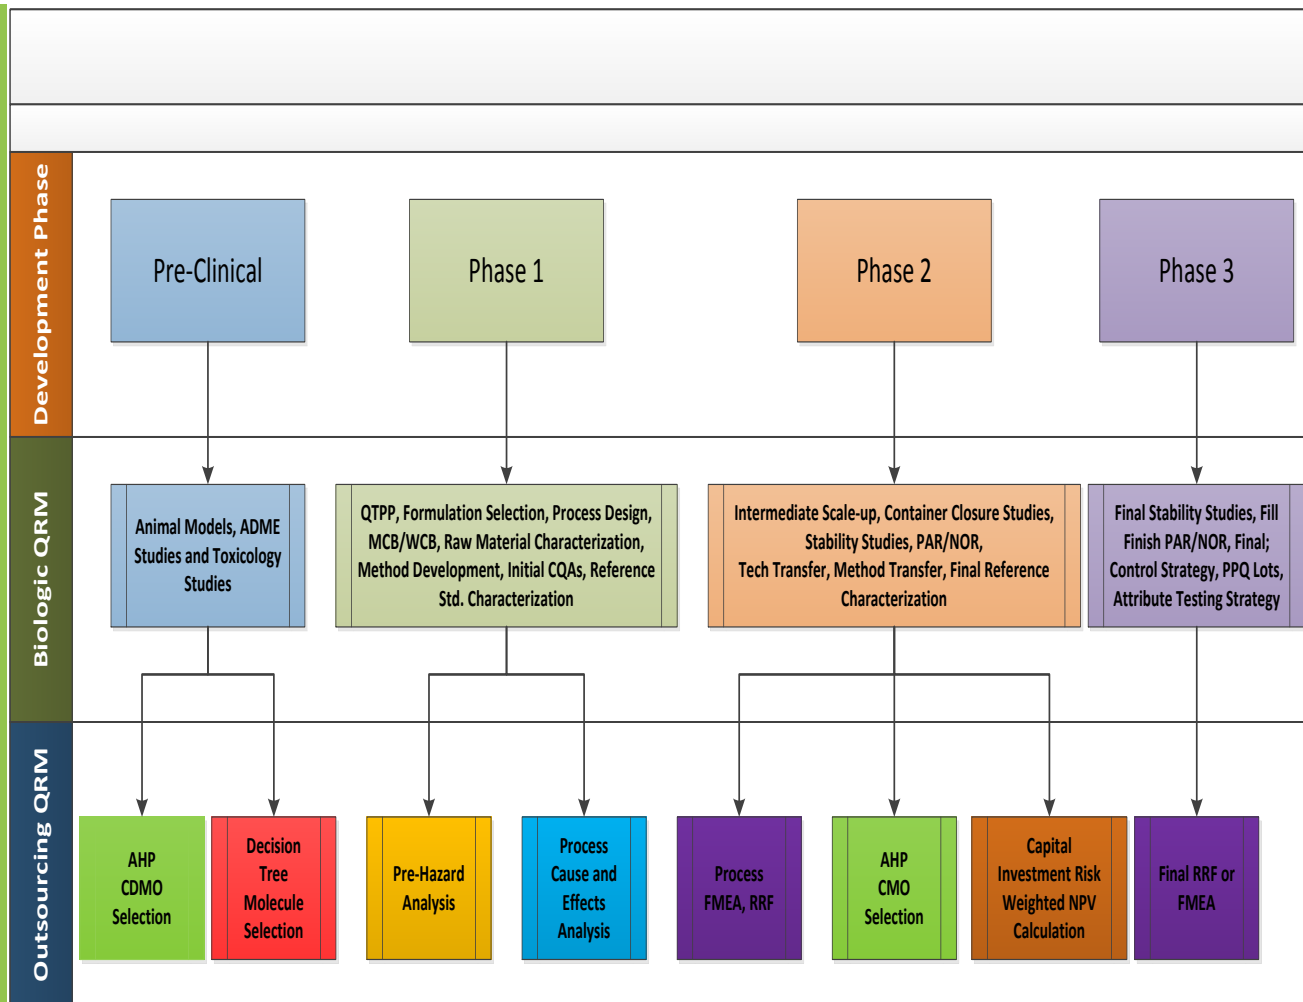 Development Phase
Pre-Clinical
Phase 1
Phase 2
Phase 3
Biologic QRM
Animal Models, ADME
Studies and Toxicology
Studies
QTPP, Formulation Selection, Process Design,
MCB/WCB, Raw Material Characterization,
Method Development, Initial CQAs, Reference
Std. Characterization
Intermediate Scale-up, Container Closure Studies,
Stability Studies, PAR/NOR,
Tech Transfer, Method Transfer, Final Reference
Characterization
Final Stability Studies, Fill
Finish PAR/NOR, Final;
Control Strategy, PPQ Lots,
Attribute Testing Strategy
Outsourcing QRM
AHP
CDMO
Selection
Decision
Tree
Molecule
Selection
Pre-Hazard
Analysis
Process
Cause and
Effects
Analysis
Process
FMEA, RRF
AHP
CMO
Selection
Capital
Investment Risk
Weighted NPV
Calculation
Final RRF or
FMEA